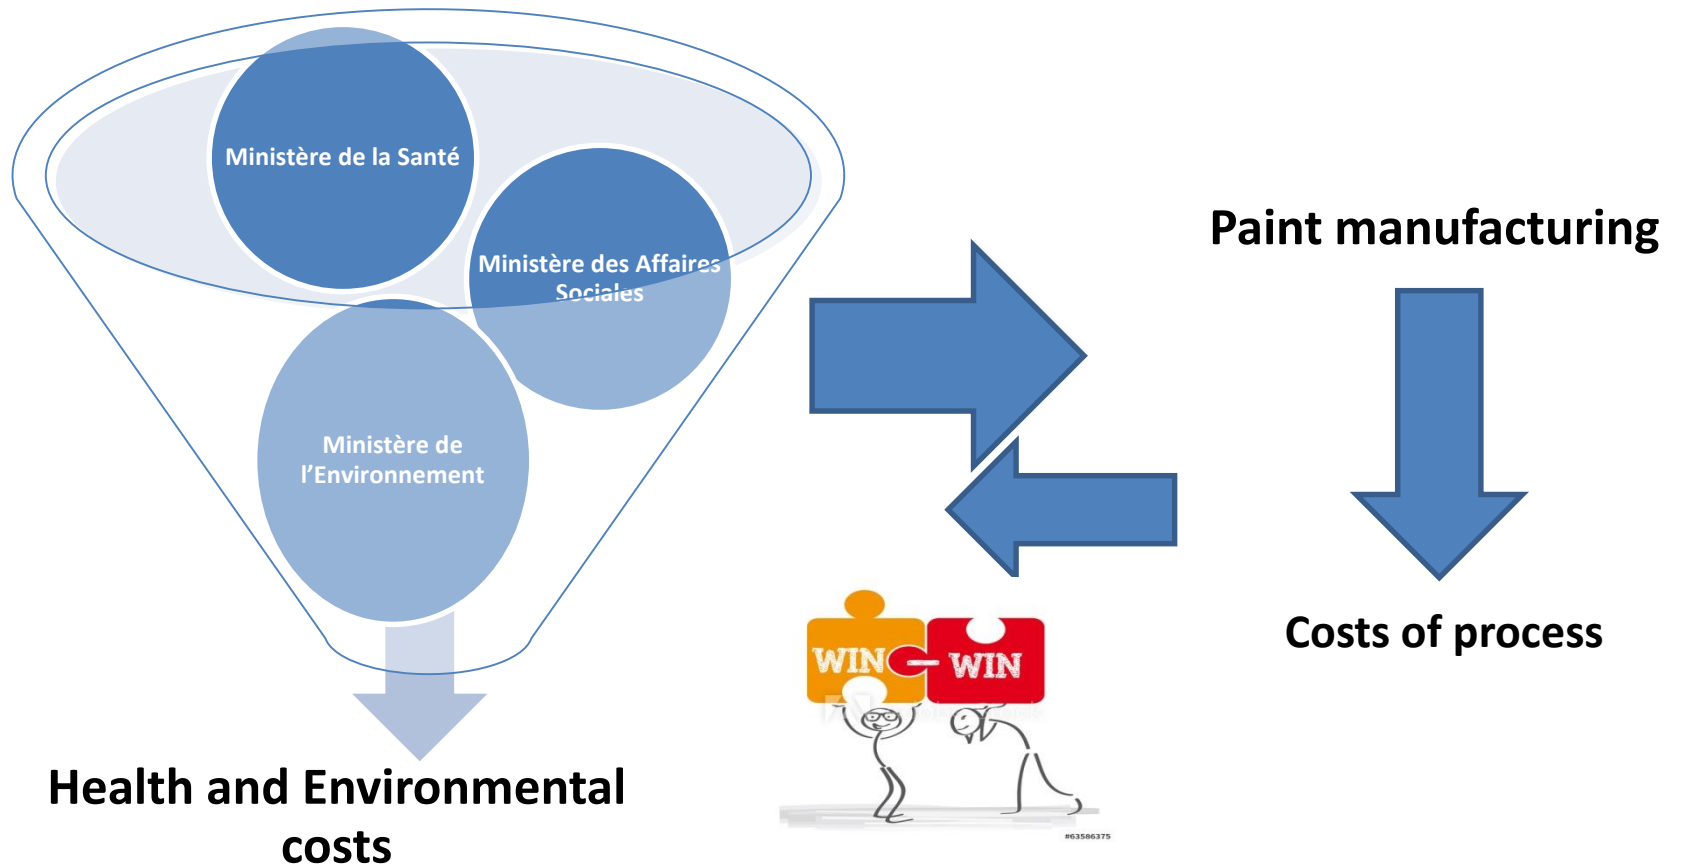 Ministère de la Santé
Ministère des Affaires
Sociales
Ministère de
l'Environnement
Health and Environmental
costs
Paint manufacturing
Costs of process
WIN
WIN
#63586375